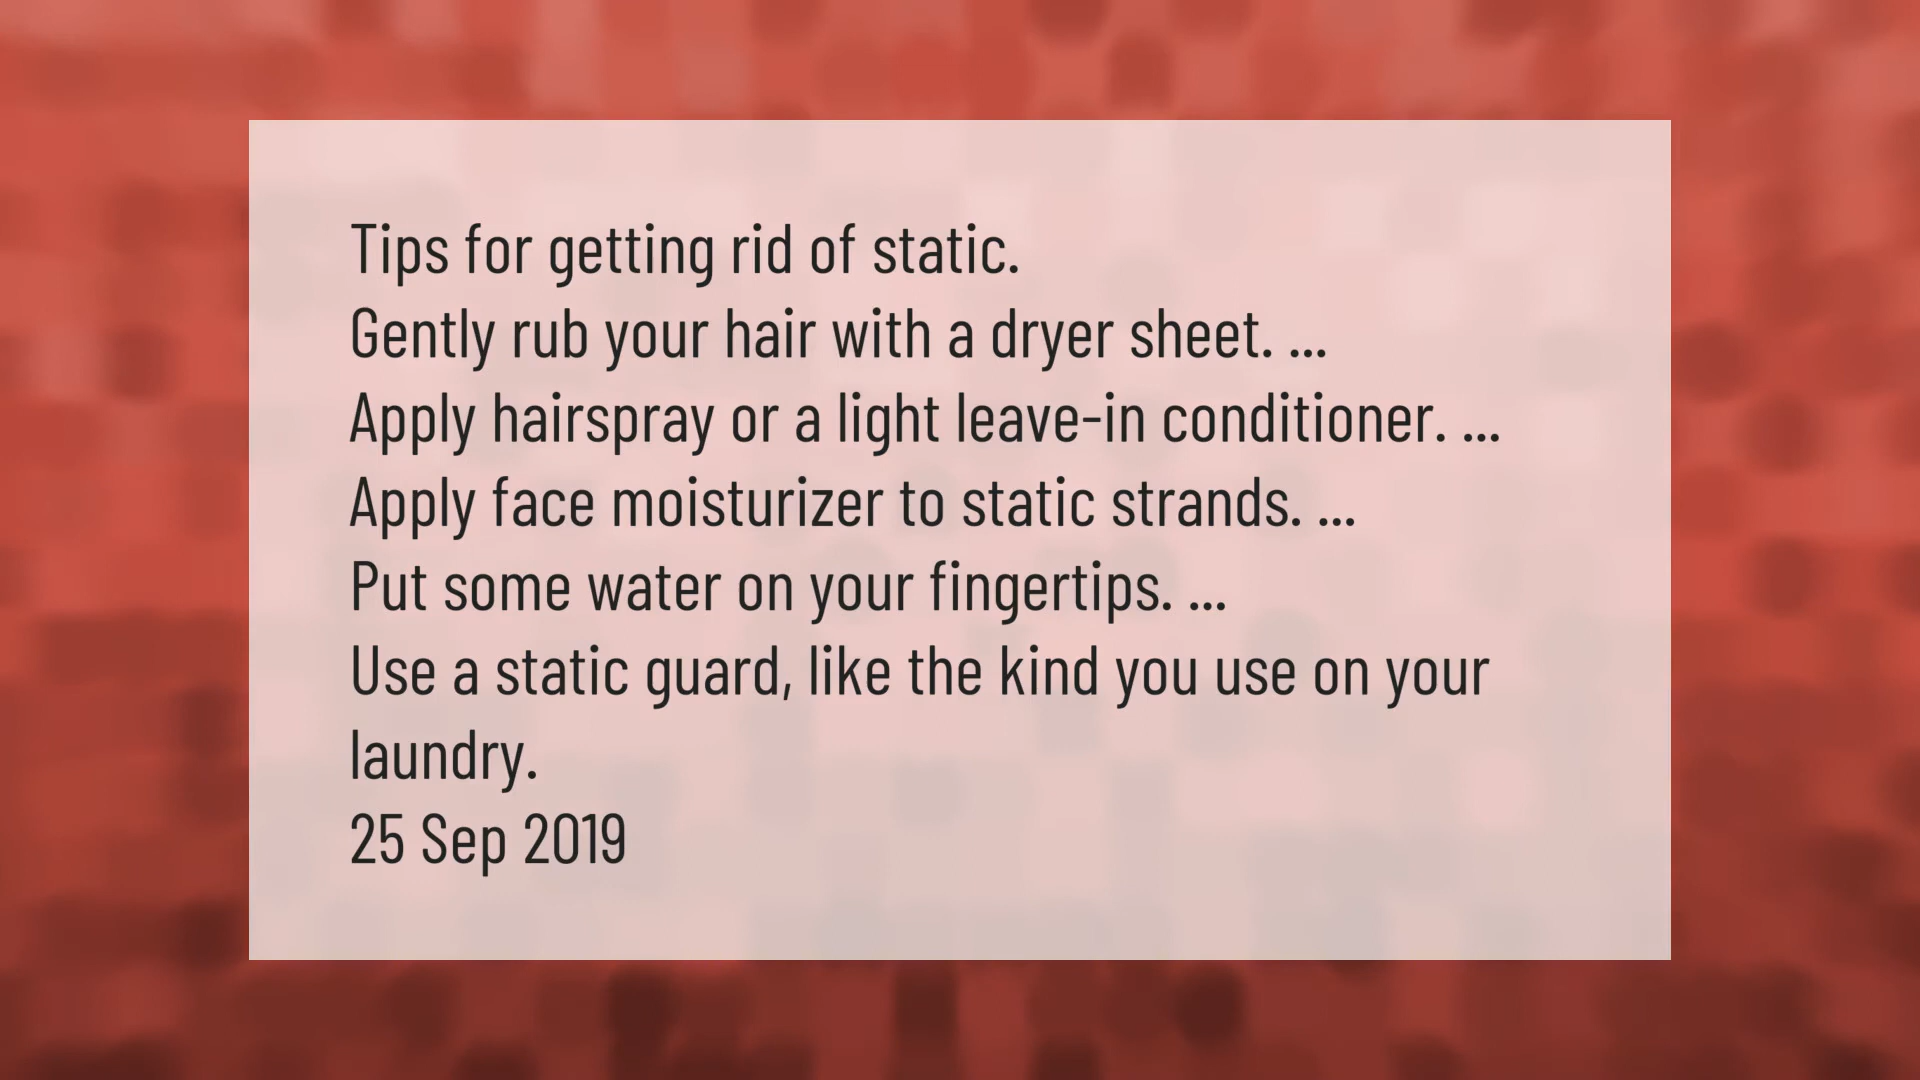 Tips for getting rid of static.
Gently rub your hair with a dryer sheet. ...
Apply hairspray or a light leave-in conditioner. ...
Apply face moisturizer to static strands. ...
Put some water on your fingertips. ...
Use a static guard, like the kind you use on your
laundry.
25 Sep 2019